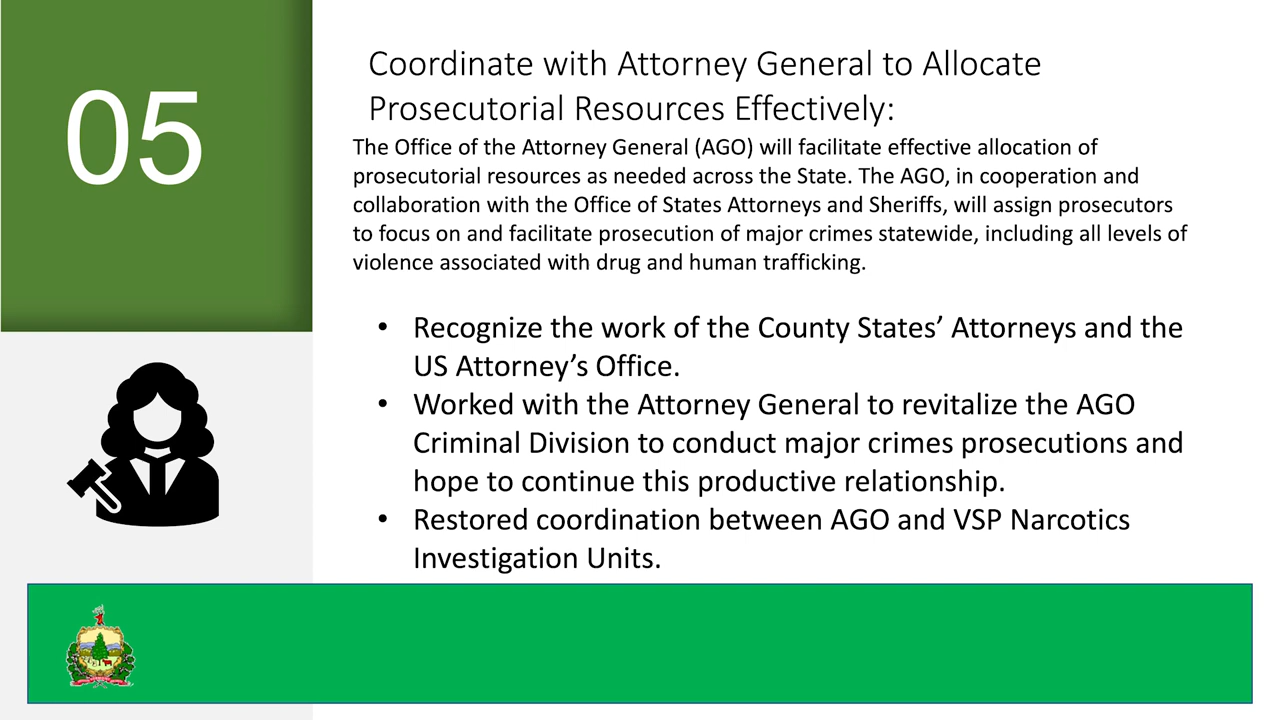 05
Coordinate with Attorney General to Allocate
Prosecutorial Resources Effectively:
The Office of the Attorney General (AGO) will facilitate effective allocation of
prosecutorial resources as needed across the State. The AGO, in cooperation and
collaboration with the Office of States Attorneys and Sheriffs, will assign prosecutors
to focus on and facilitate prosecution of major crimes statewide, including all levels of
violence associated with drug and human trafficking.
• Recognize the work of the County States’ Attorneys and the
US Attorney’s Office.
• Worked with the Attorney General to revitalize the AGO
Criminal Division to conduct major crimes prosecutions and
hope to continue this productive relationship.
• Restored coordination between AGO and VSP Narcotics
Investigation Units.